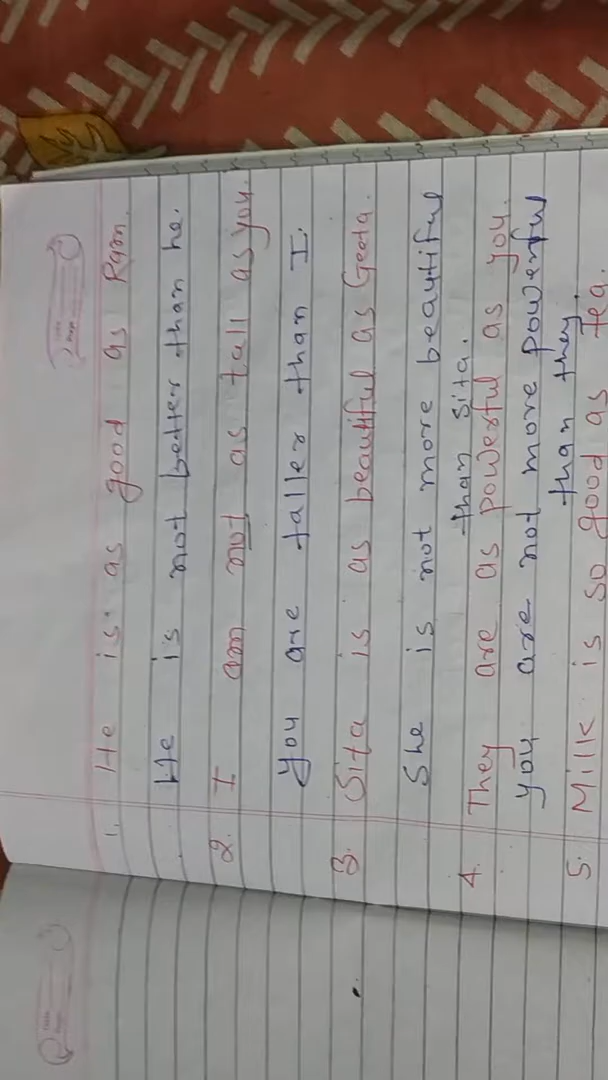 1. He is as good as Ram.
He is not better than he.
2. I am not as tall as you.
You are taller than I.
3. Sita is as beautiful as Geeta.
She is not more beautiful
than Sita.
4. They are as powerful as you.
you are not more powerful
than they.
5. Milk is so good as tea.